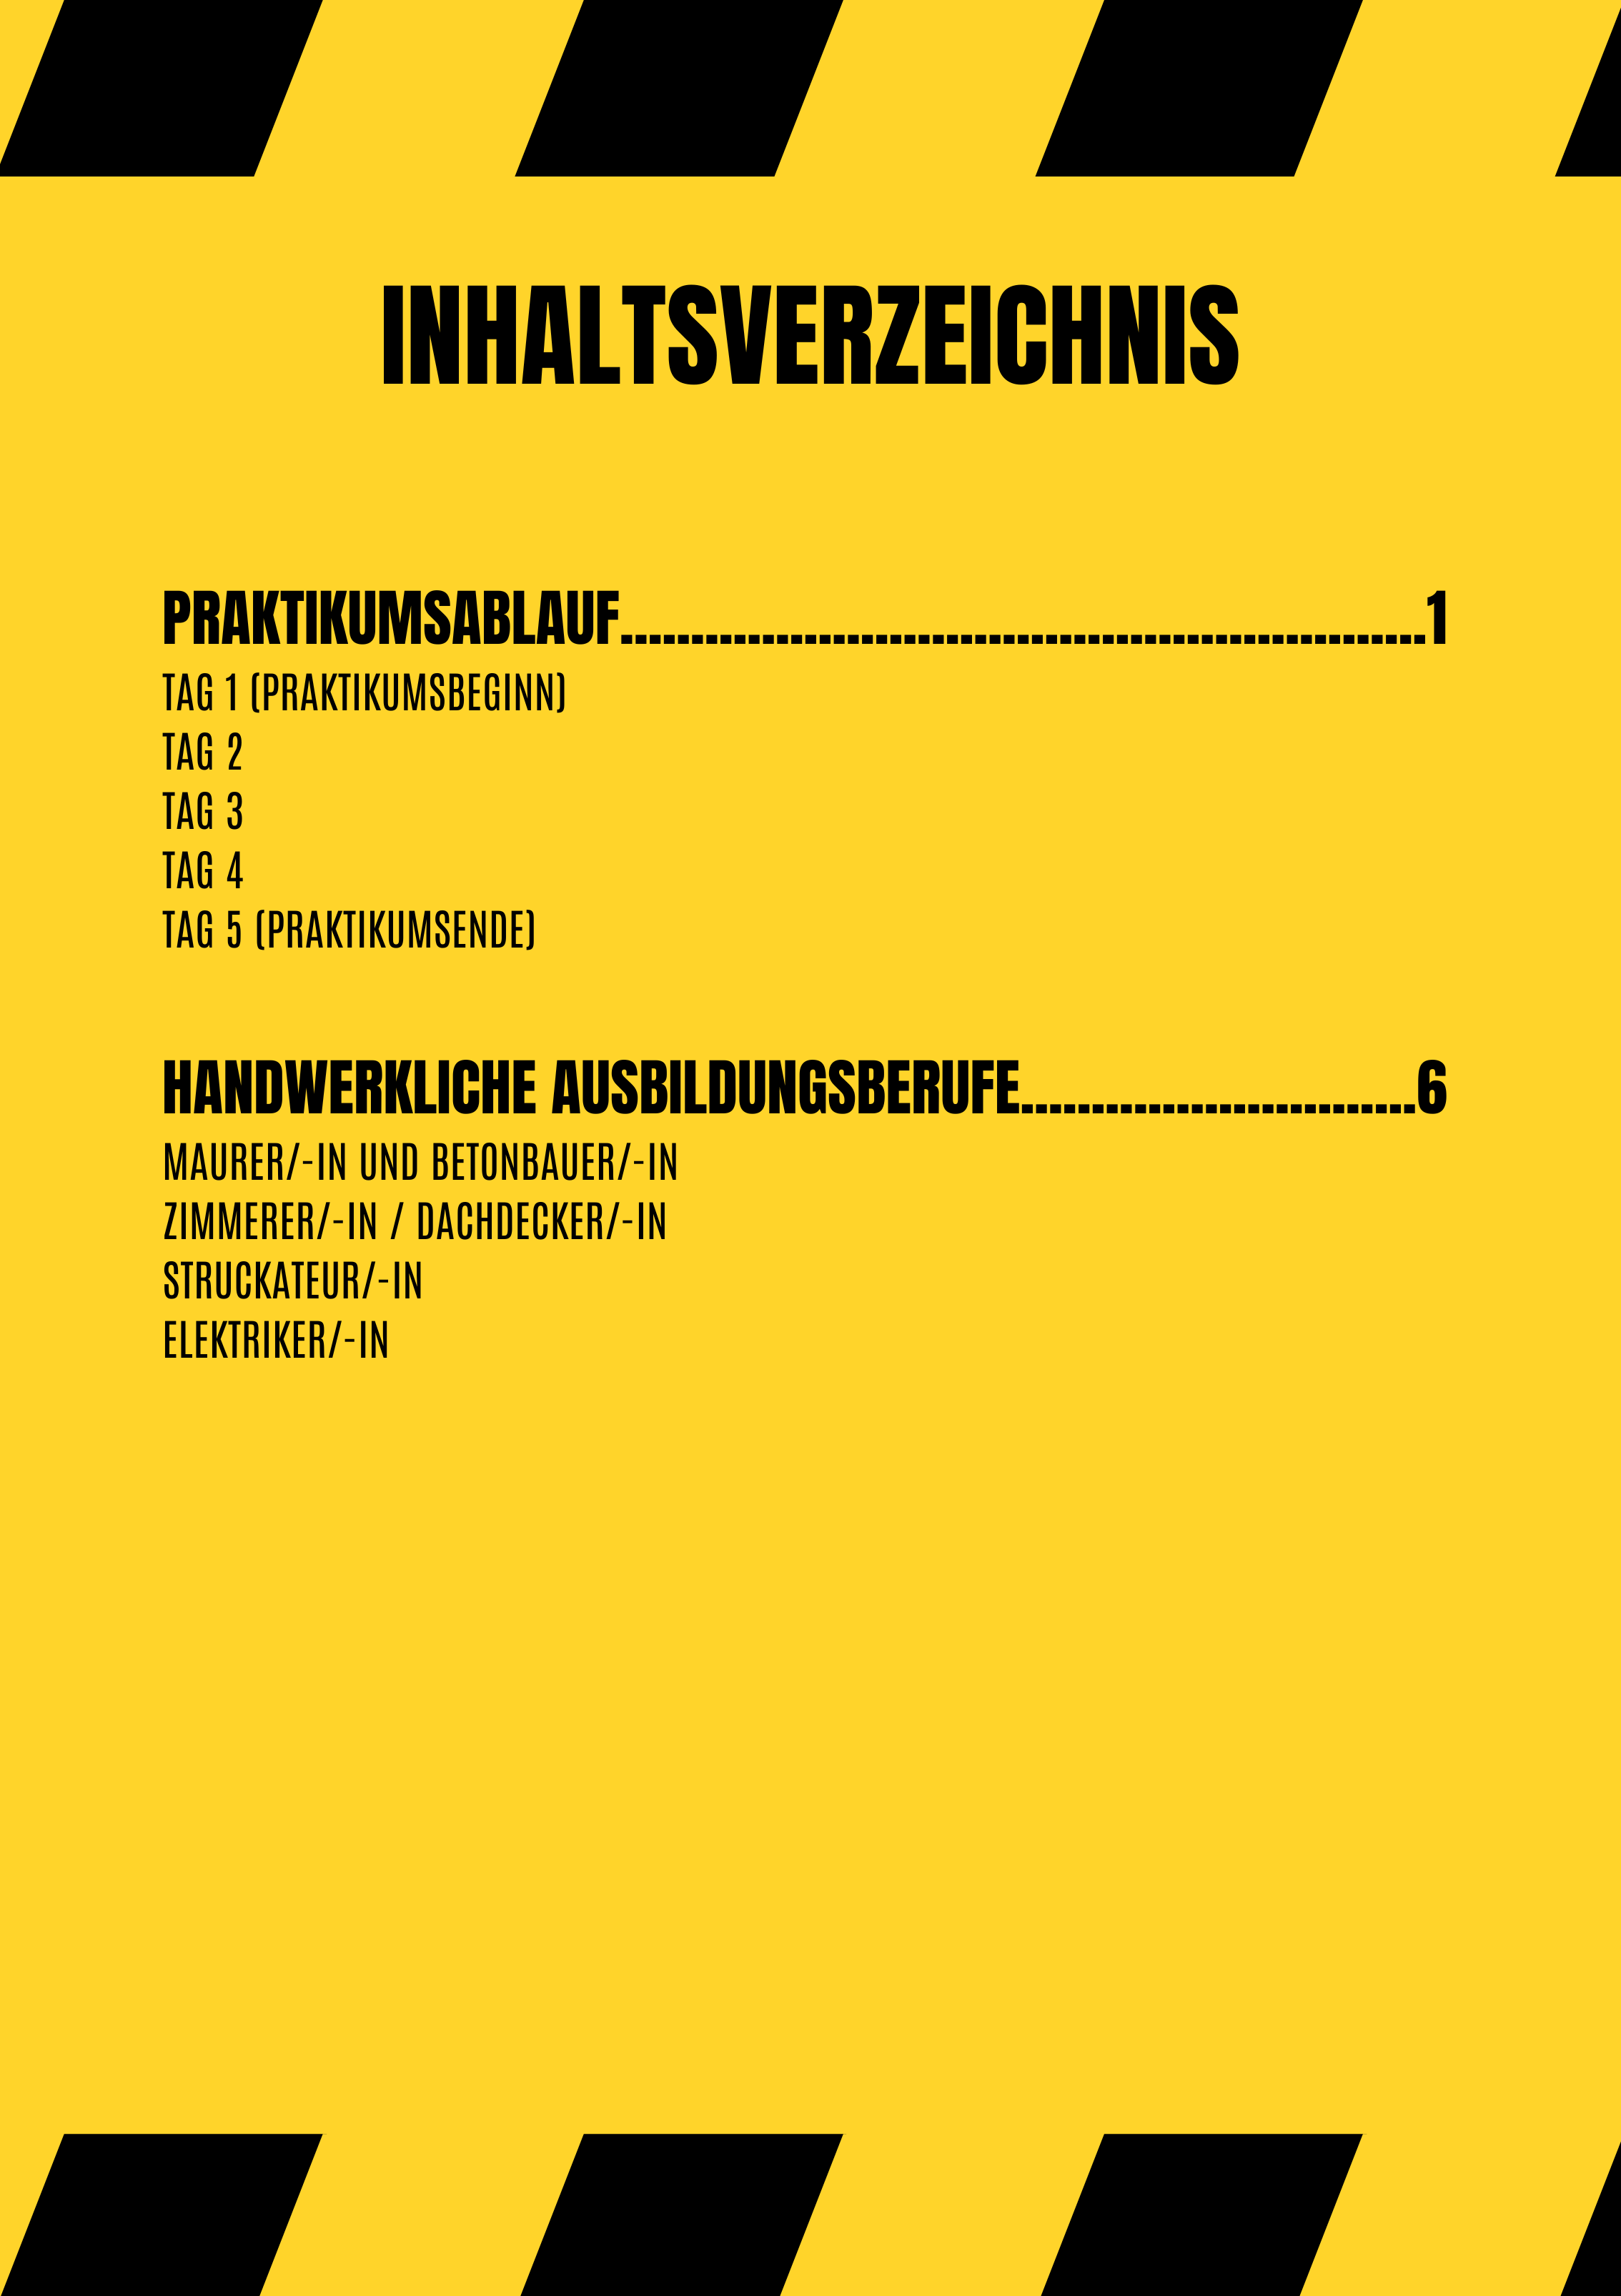 INHALTSVERZEICHNIS
PRAKTIKUMSABLAUF.........................................................1
TAG 1 (PRAKTIKUMSBEGINN)
TAG 2
TAG 3
TAG 4
TAG 5 (PRAKTIKUMSENDE)
HANDWERKLICHE AUSBILDUNGSBERUFE............................6
MAURER/-IN UND BETONBAUER/-IN
ZIMMERER/-IN / DACHDECKER/-IN
STRUCKATEUR/-IN
ELEKTRIKER/-IN